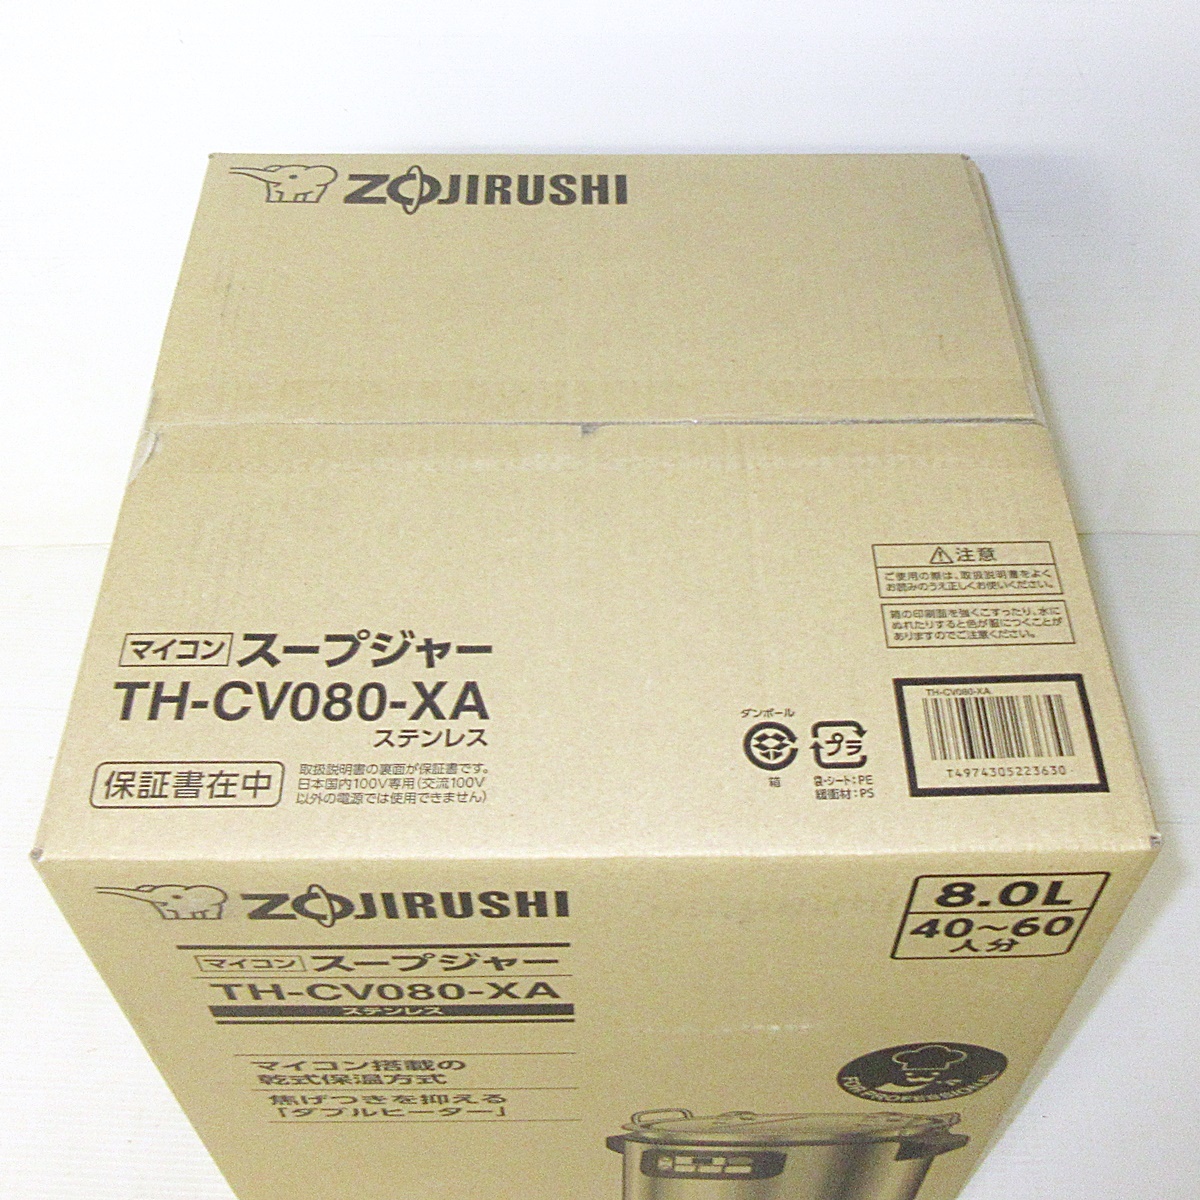 ZOJIRUSHI
⚠注意
ご使用の際は、取扱説明書をよく
お読みのうえ正しくお使いください。
箱の印刷面を強くこすったり、水に
ぬれたりすると色が服につくことが
ありますのでご注意ください。
マイコン スープジャー
TH-CV080-XA
ステンレス
保証書在中
取扱説明書の裏面が保証書です。
日本国内100V専用(交流100V
以外の電源では使用できません)
ダンボール
箱
プラ
袋・シート:PE
緩衝材:PS
TH-CV080-XA
T4974305223630
ZOJIRUSHI
マイコン スープジャー
TH-CV080-XA
ステンレス
8.0L
40～60
人分
マイコン搭載の
乾式保温方式
焦げつきを抑える
「ダブルヒーター」
FOR PROFESSIONAL